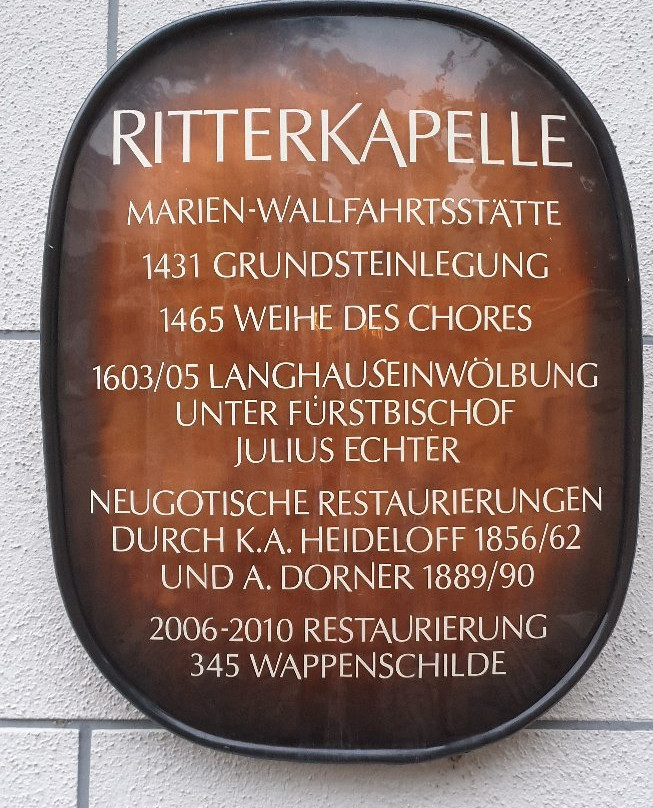 RITTERKAPELLE
MARIEN-WALLFAHRTSSTÄTTE
1431 GRUNDSTEINLEGUNG
1465 WEIHE DES CHORES
1603/05 LANGHAUSEINWÖLBUNG
UNTER FÜRSTBISCHOF
JULIUS ECHTER
NEUGOTISCHE RESTAURIERUNGEN
DURCH K.A. HEIDELOFF 1856/62
UND A. DORNER 1889/90
2006-2010 RESTAURIERUNG
345 WAPPENSCHILDE